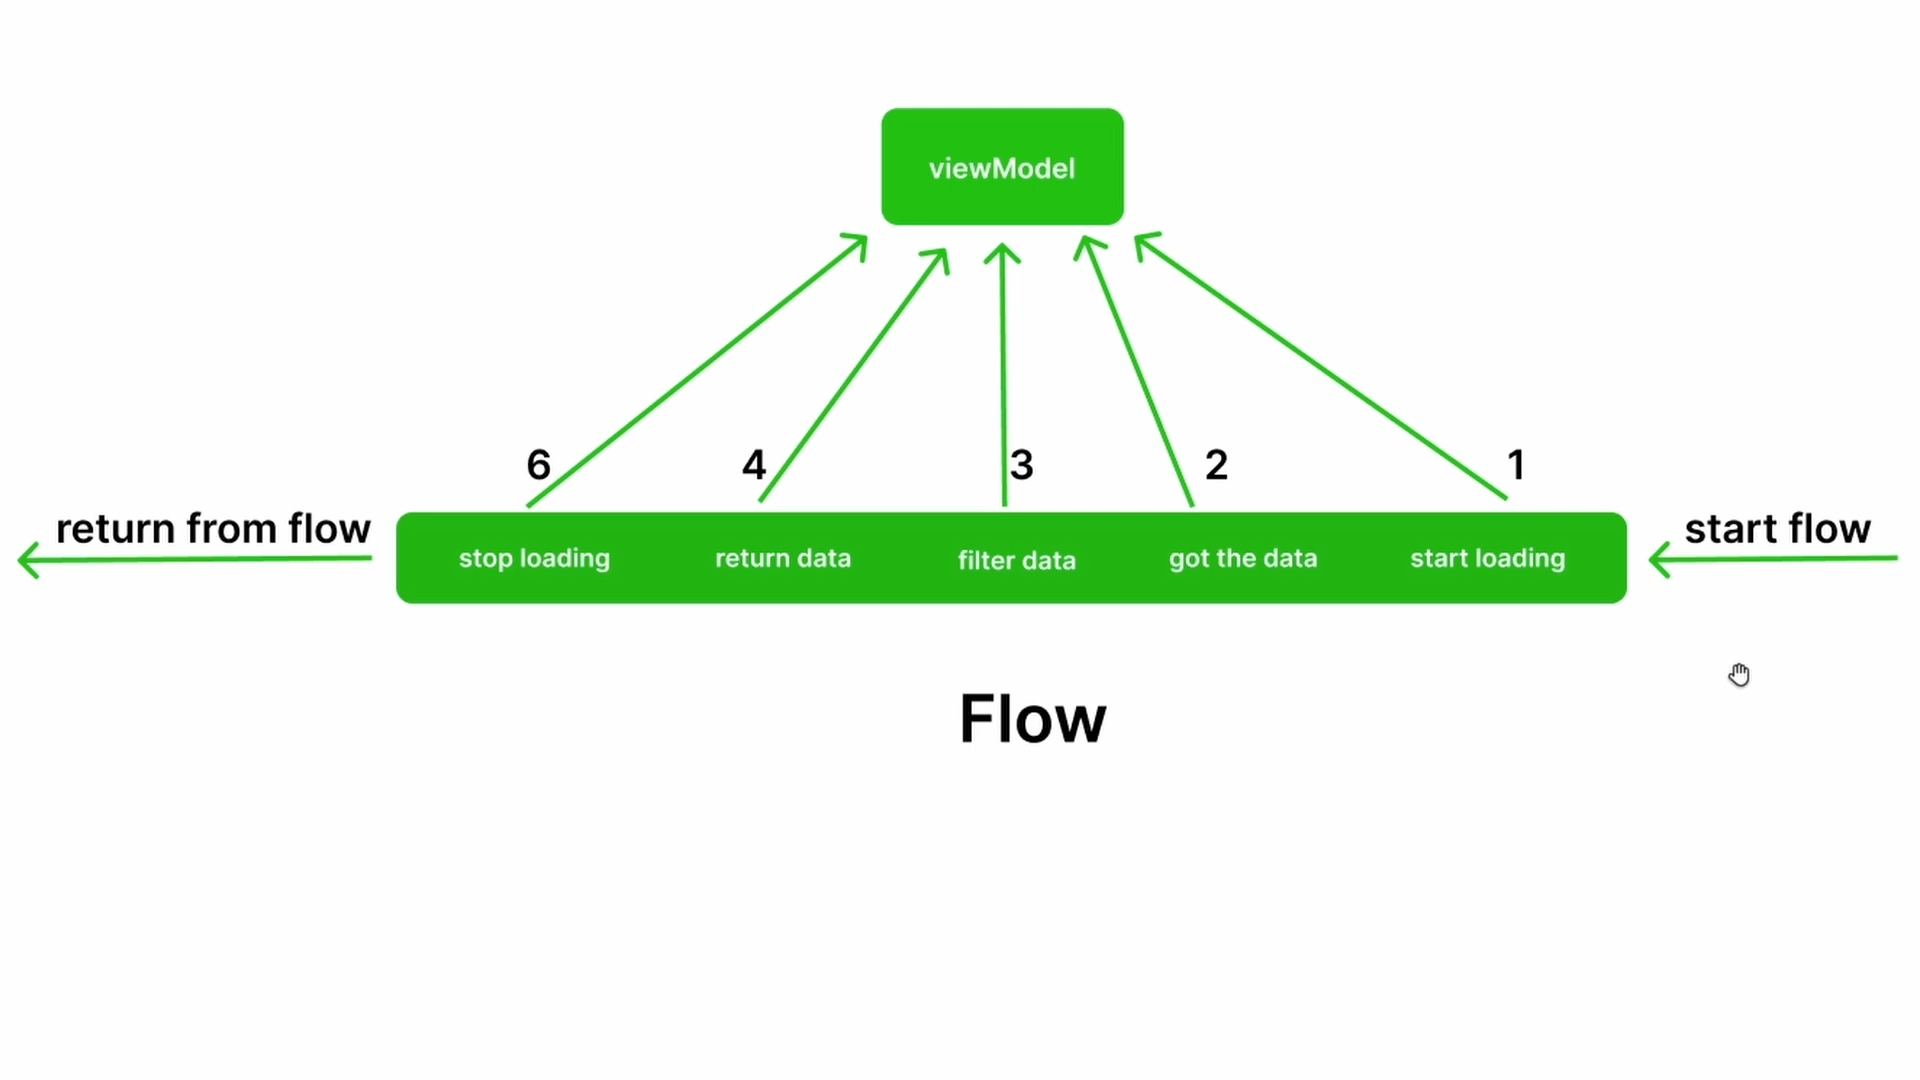 viewModel
6
4
3
2
1
return from flow
start flow
stop loading
return data
filter data
got the data
start loading
Flow